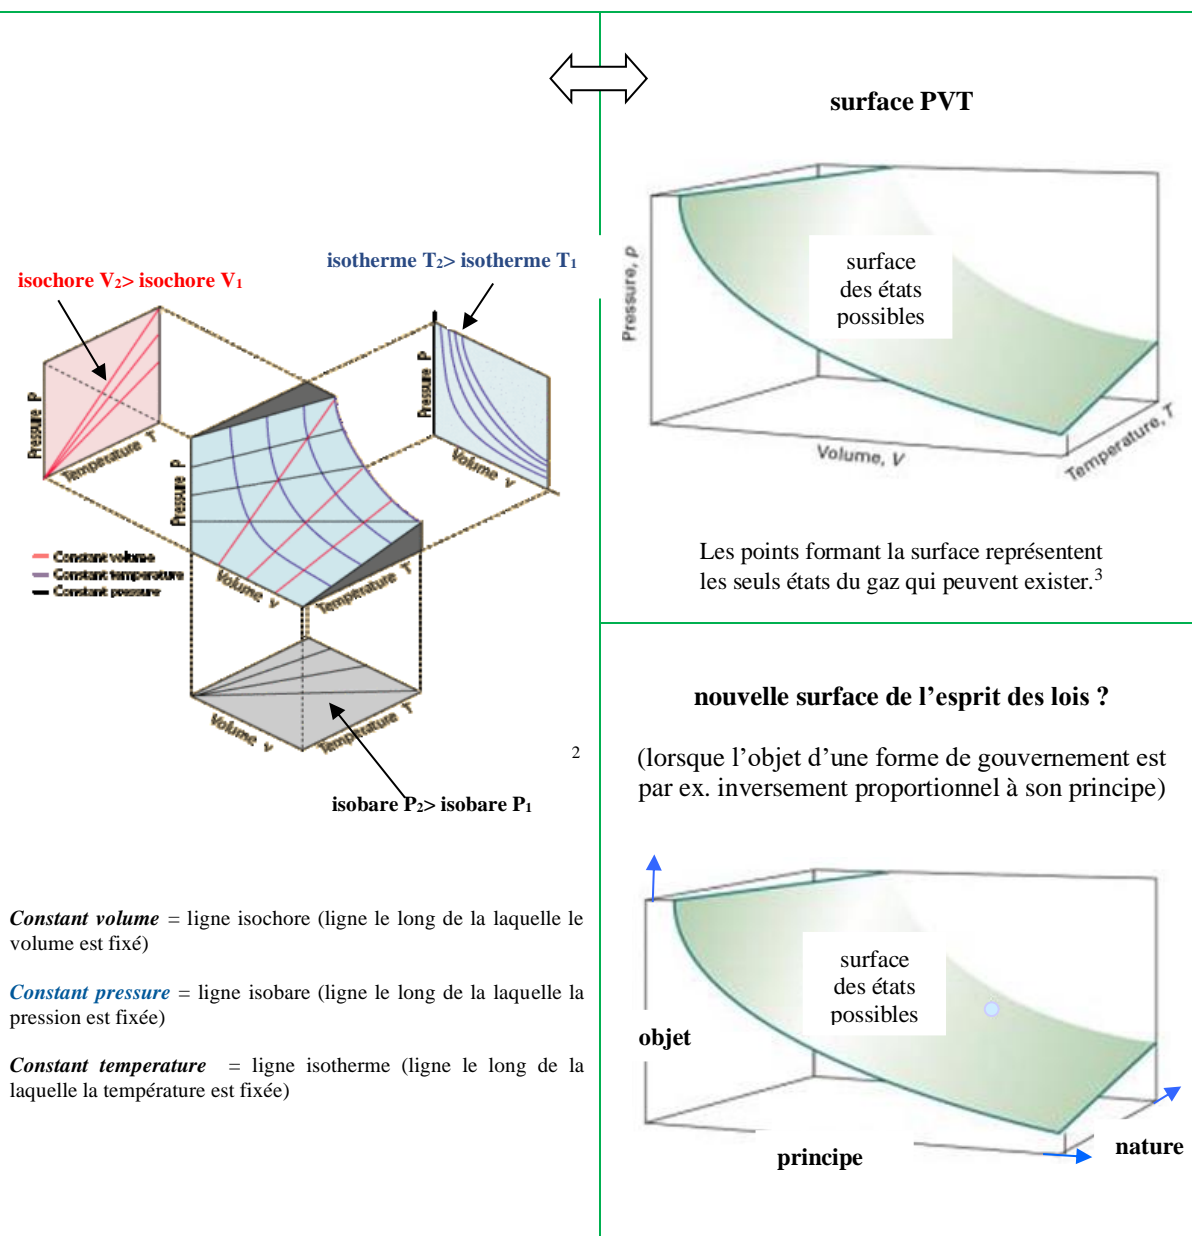 isochore V2> isochore V1
isotherme T2> isotherme T1
Pressure P
Temperature T
Pressure P
Volume v
Pressure P
Volume v
Temperature T
Constant volume
Constant temperature
Constant pressure
Volume v
Temperature T
2
isobare P2> isobare P1
Constant volume = ligne isochore (ligne le long de la laquelle le
volume est fixé)
Constant pressure = ligne isobare (ligne le long de la laquelle la
pression est fixée)
Constant temperature = ligne isotherme (ligne le long de la
laquelle la température est fixée)
surface PVT
Pressure, p
surface
des états
possibles
Volume, V
Temperature, T
Les points formant la surface représentent
les seuls états du gaz qui peuvent exister.3
nouvelle surface de l’esprit des lois ?
(lorsque l’objet d’une forme de gouvernement est
par ex. inversement proportionnel à son principe)
surface
des états
possibles
objet
principe
nature